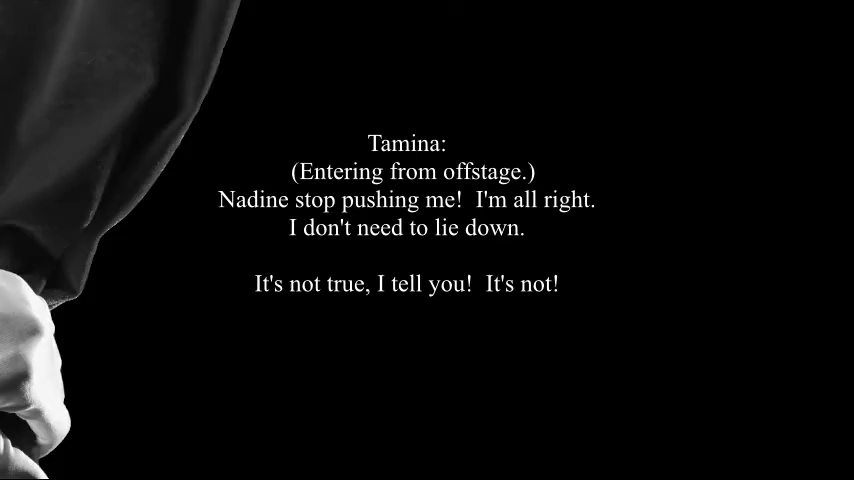 Tamina:
(Entering from offstage.)
Nadine stop pushing me!  I'm all right.
I don't need to lie down.
It's not true, I tell you!  It's not!